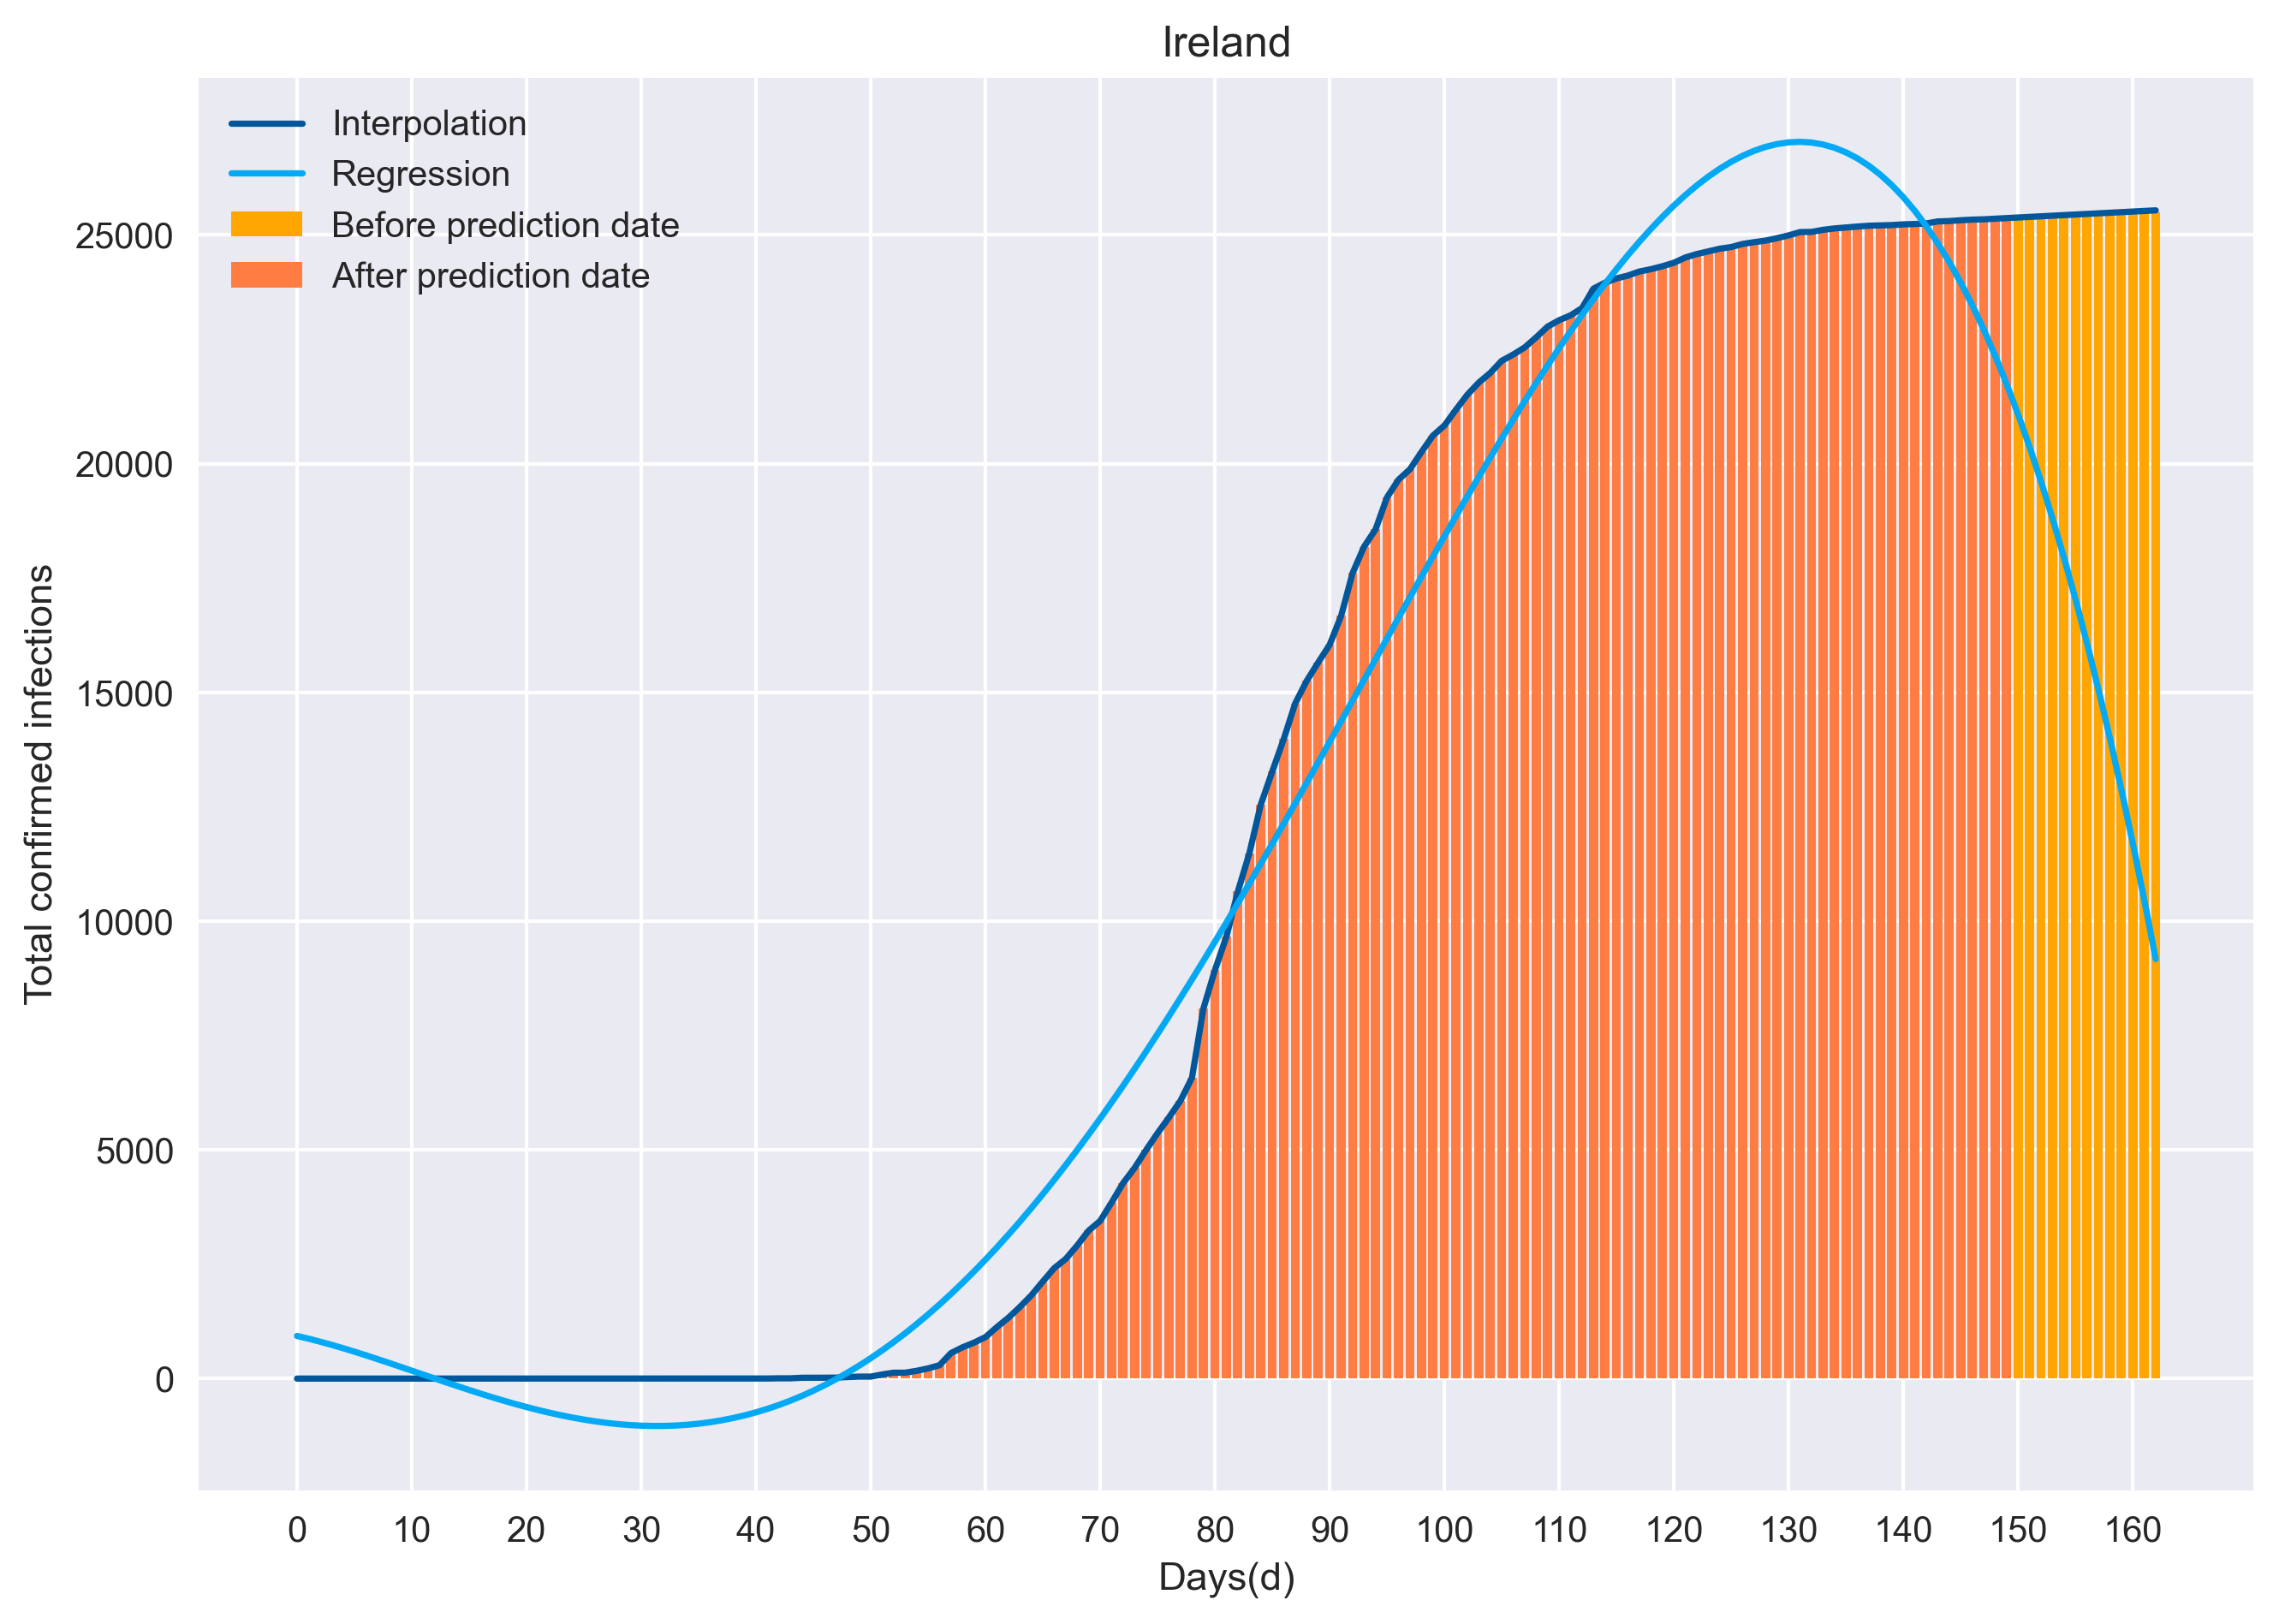 Ireland
Interpolation
Regression
Before prediction date
After prediction date
Total confirmed infections
25000
20000
15000
10000
5000
0
0 10 20 30 40 50 60 70 80 90 100 110 120 130 140 150 160
Days(d)